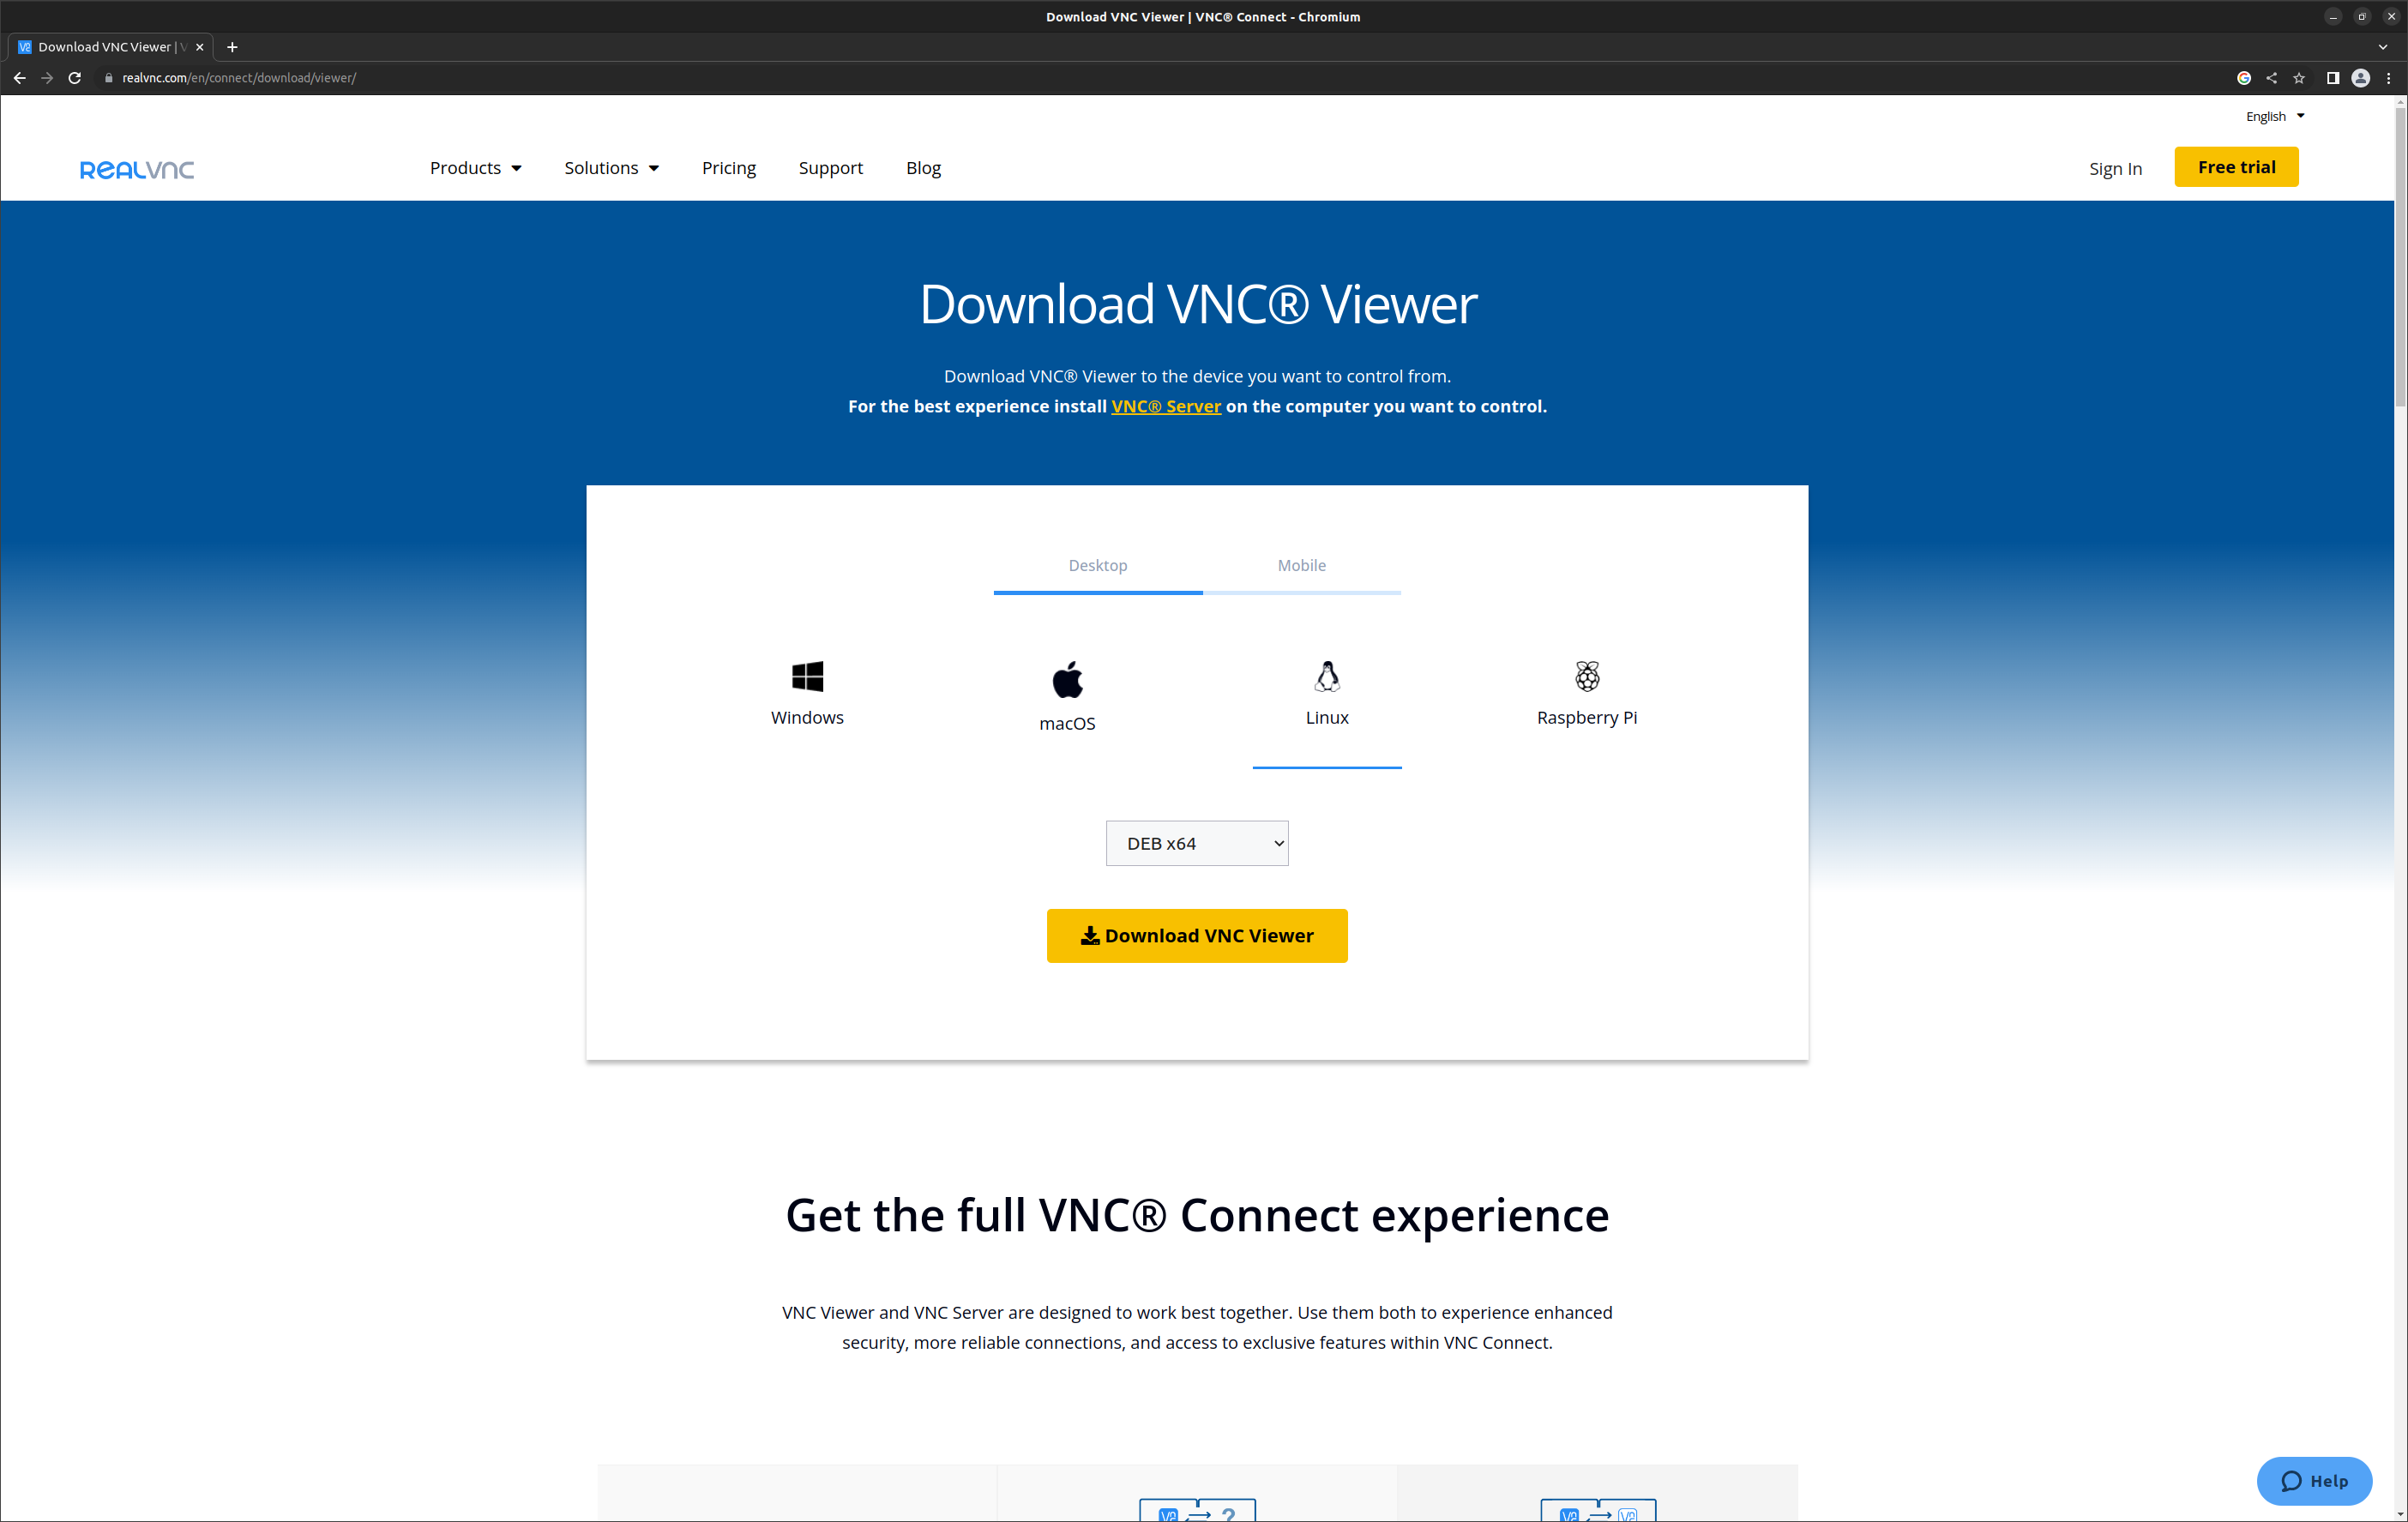 Download VNC Viewer | VNC® Connect - Chromium
Download VNC Viewer | V
realvnc.com/en/connect/download/viewer/
English
REALVNC
Products
Solutions
Pricing
Support
Blog
Sign In
Free trial
Download VNC® Viewer
Download VNC® Viewer to the device you want to control from.
For the best experience install VNC® Server on the computer you want to control.
Desktop
Mobile
Windows
macOS
Linux
Raspberry Pi
DEB x64
Download VNC Viewer
Get the full VNC® Connect experience
VNC Viewer and VNC Server are designed to work best together. Use them both to experience enhanced
security, more reliable connections, and access to exclusive features within VNC Connect.
?
Help